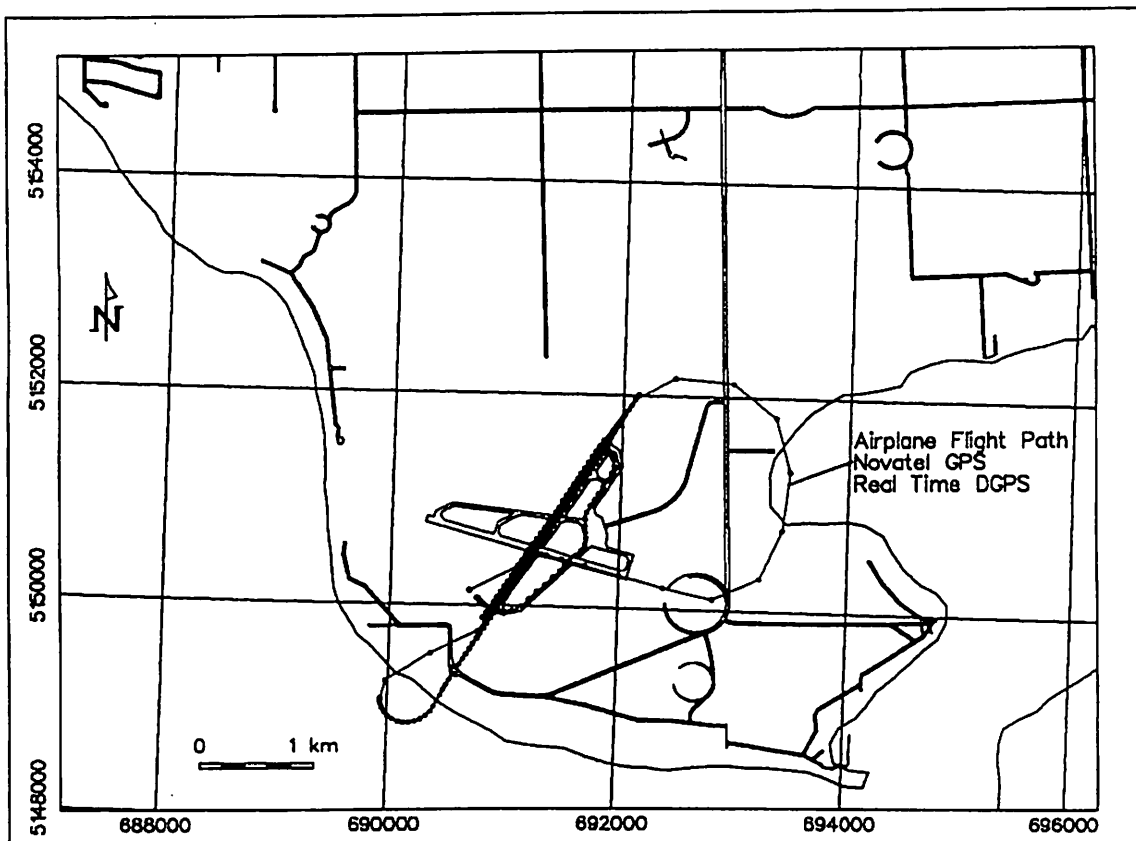 5154000
5152000
5150000
5148000
N
Airplane Flight Path
Novatel GPS
Real Time DGPS
0 1 km
688000 690000 692000 694000 696000